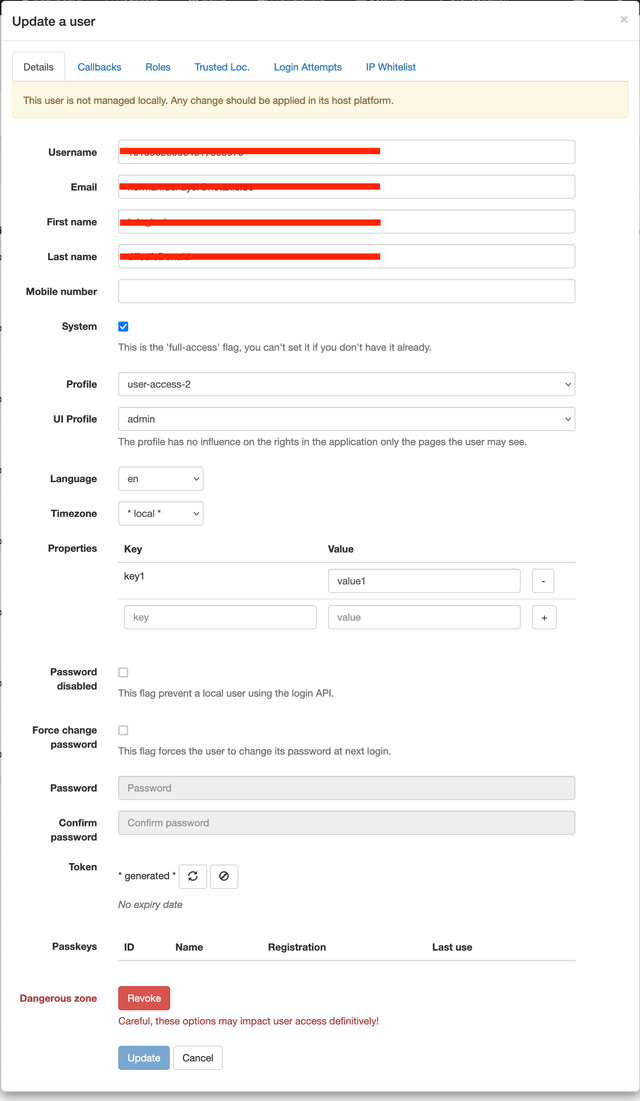 Update a user
×
Details Callbacks Roles Trusted Loc. Login Attempts IP Whitelist
This user is not managed locally. Any change should be applied in its host platform.
Username
Email
First name
Last name
Mobile number
System
This is the 'full-access' flag, you can't set it if you don't have it already.
Profile user-access-2
UI Profile admin
The profile has no influence on the rights in the application only the pages the user may see.
Language en
Timezone * local *
Properties Key Value
key1 value1 -
key value +
Password
disabled
This flag prevent a local user using the login API.
Force change
password
This flag forces the user to change its password at next login.
Password Password
Confirm
password
Confirm password
Token
* generated *
No expiry date
Passkeys ID Name Registration Last use
Dangerous zone Revoke
Careful, these options may impact user access definitively!
Update Cancel